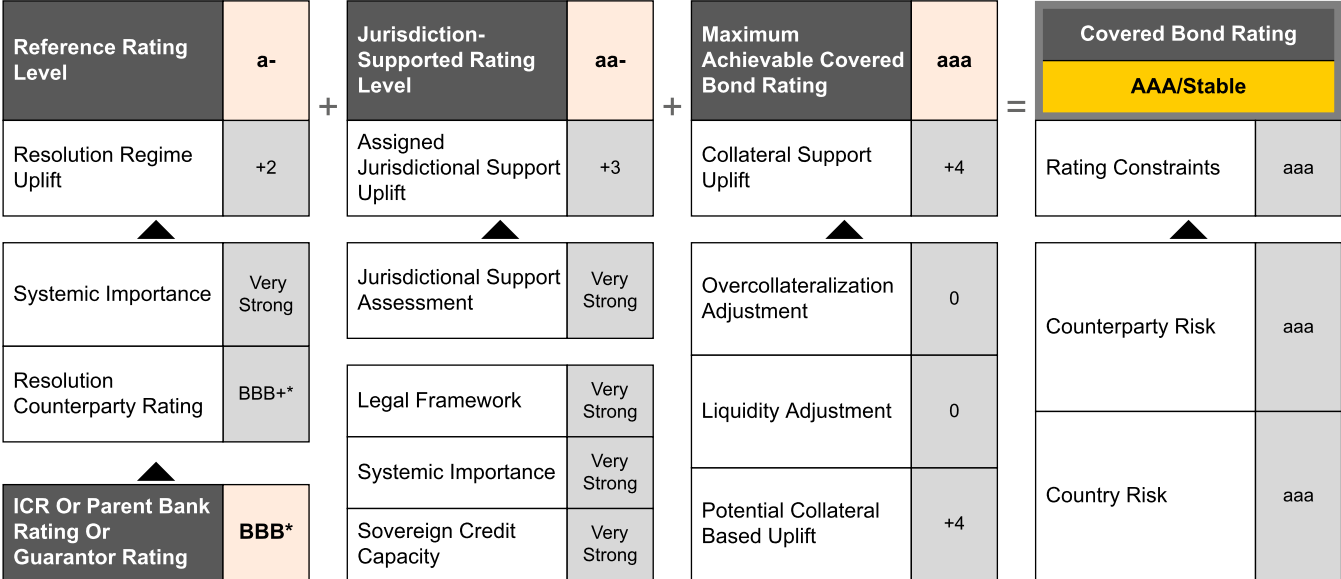 Reference Rating
Level
a-
Resolution Regime
Uplift
+2
Systemic Importance
Very
Strong
Resolution
Counterparty Rating
BBB+*
ICR Or Parent Bank
Rating Or
Guarantor Rating
BBB*
+
Jurisdiction-
Supported Rating
Level
aa-
Assigned
Jurisdictional Support
Uplift
+3
Jurisdictional Support
Assessment
Very
Strong
Legal Framework
Very
Strong
Systemic Importance
Very
Strong
Sovereign Credit
Capacity
Very
Strong
+
Maximum
Achievable Covered
Bond Rating
aaa
Collateral Support
Uplift
+4
Overcollateralization
Adjustment
0
Liquidity Adjustment
0
Potential Collateral
Based Uplift
+4
=
Covered Bond Rating
AAA/Stable
Rating Constraints
aaa
Counterparty Risk
aaa
Country Risk
aaa